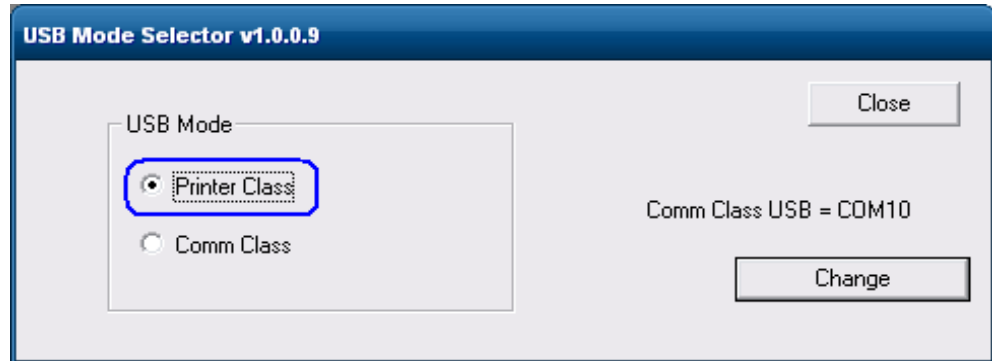 USB Mode Selector v1.0.0.9
Close
USB Mode
Printer Class
Comm Class USB = COM10
Comm Class
Change